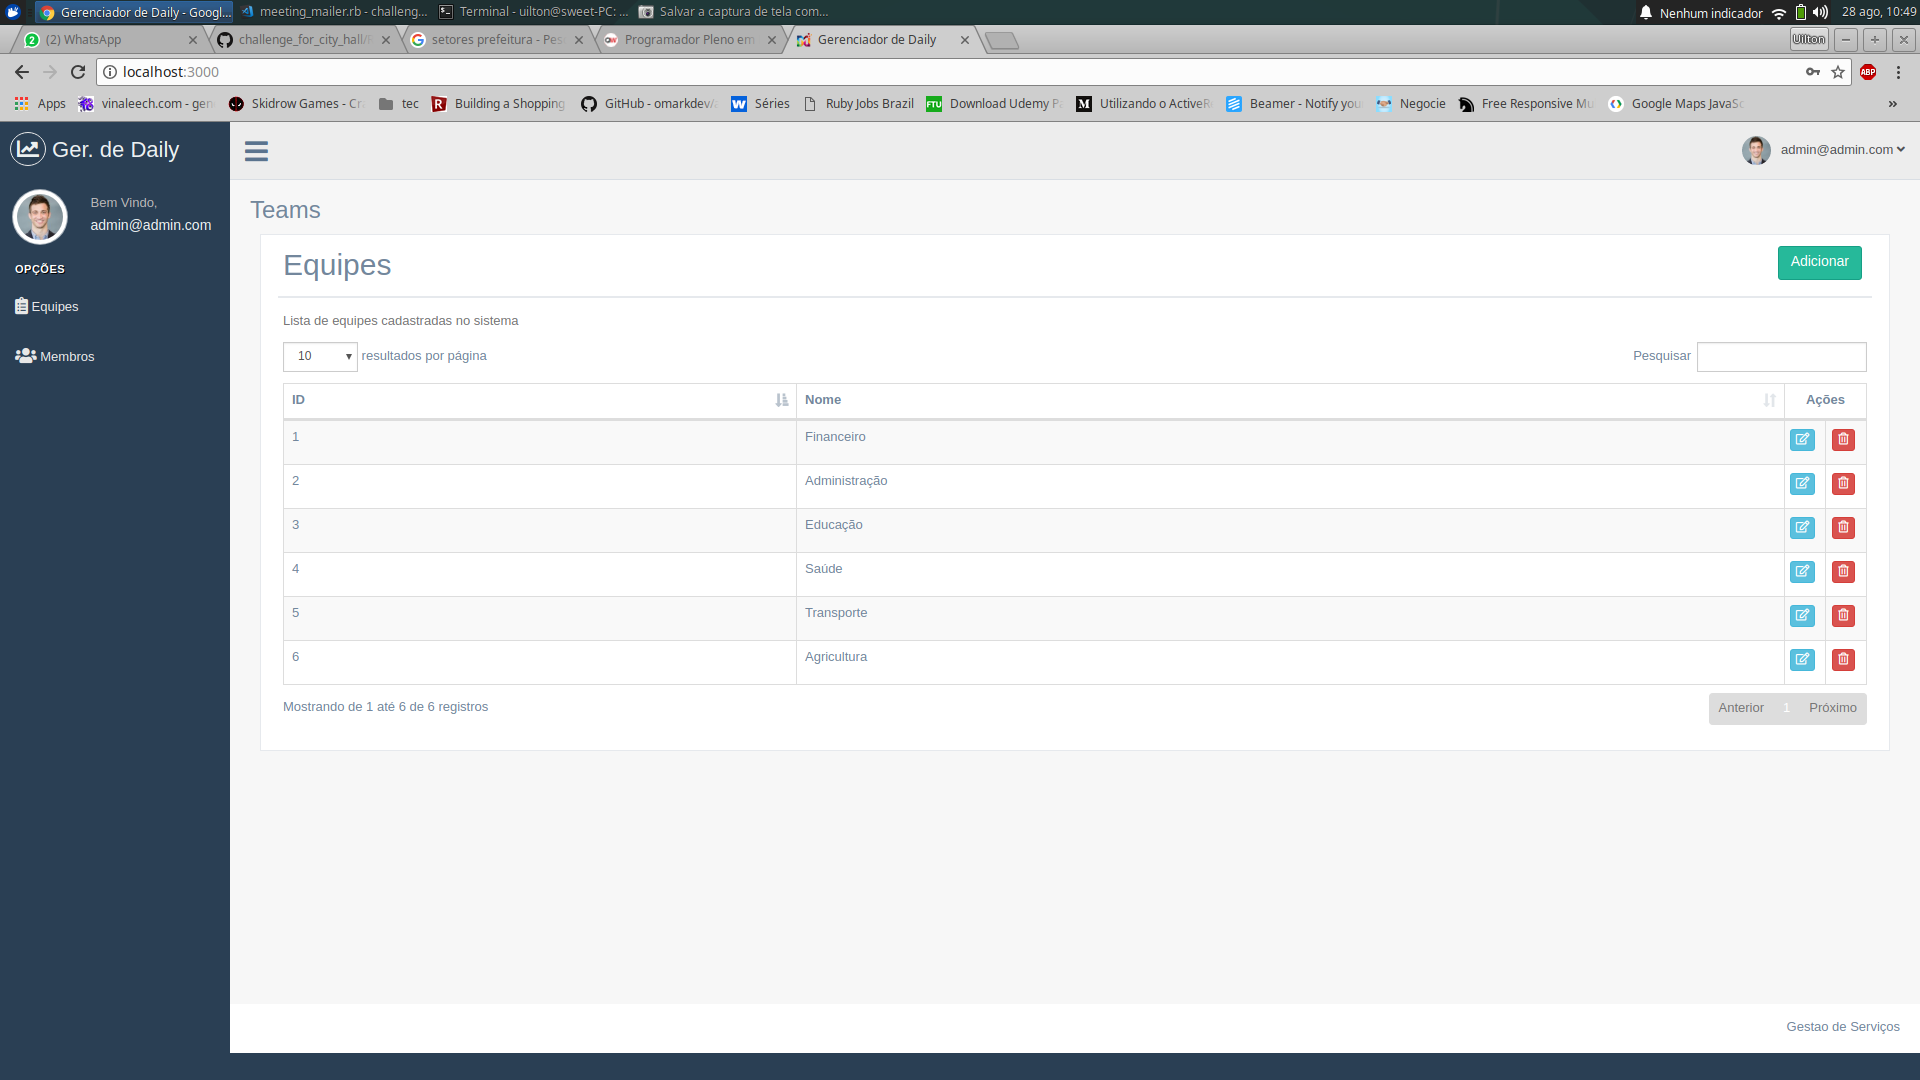 Gerenciador de Daily - Googl...
meeting_mailer.rb - challeng...
Terminal - uilton@sweet-PC: ...
Salvar a captura de tela com...
Nenhum indicador
28 ago, 10:49
(2) WhatsApp
challenge_for_city_hall/
setores prefeitura - Pes
Programador Pleno em
Gerenciador de Daily
Uilton
localhost:3000
ABP
Apps
vinaleech.com - gen
Skidrow Games - Cr
tec
Building a Shopping
GitHub - omarkdev/
Séries
Ruby Jobs Brazil
Download Udemy P
Utilizando o ActiveR
Beamer - Notify you
Negocie
Free Responsive Mu
Google Maps JavaSc
»
Ger. de Daily
admin@admin.com
Bem Vindo,
admin@admin.com
OPÇÕES
Equipes
Membros
Teams
Equipes
Adicionar
Lista de equipes cadastradas no sistema
10 resultados por página
Pesquisar
ID Nome Ações
1 Financeiro
2 Administração
3 Educação
4 Saúde
5 Transporte
6 Agricultura
Mostrando de 1 até 6 de 6 registros
Anterior 1 Próximo
Gestao de Serviços